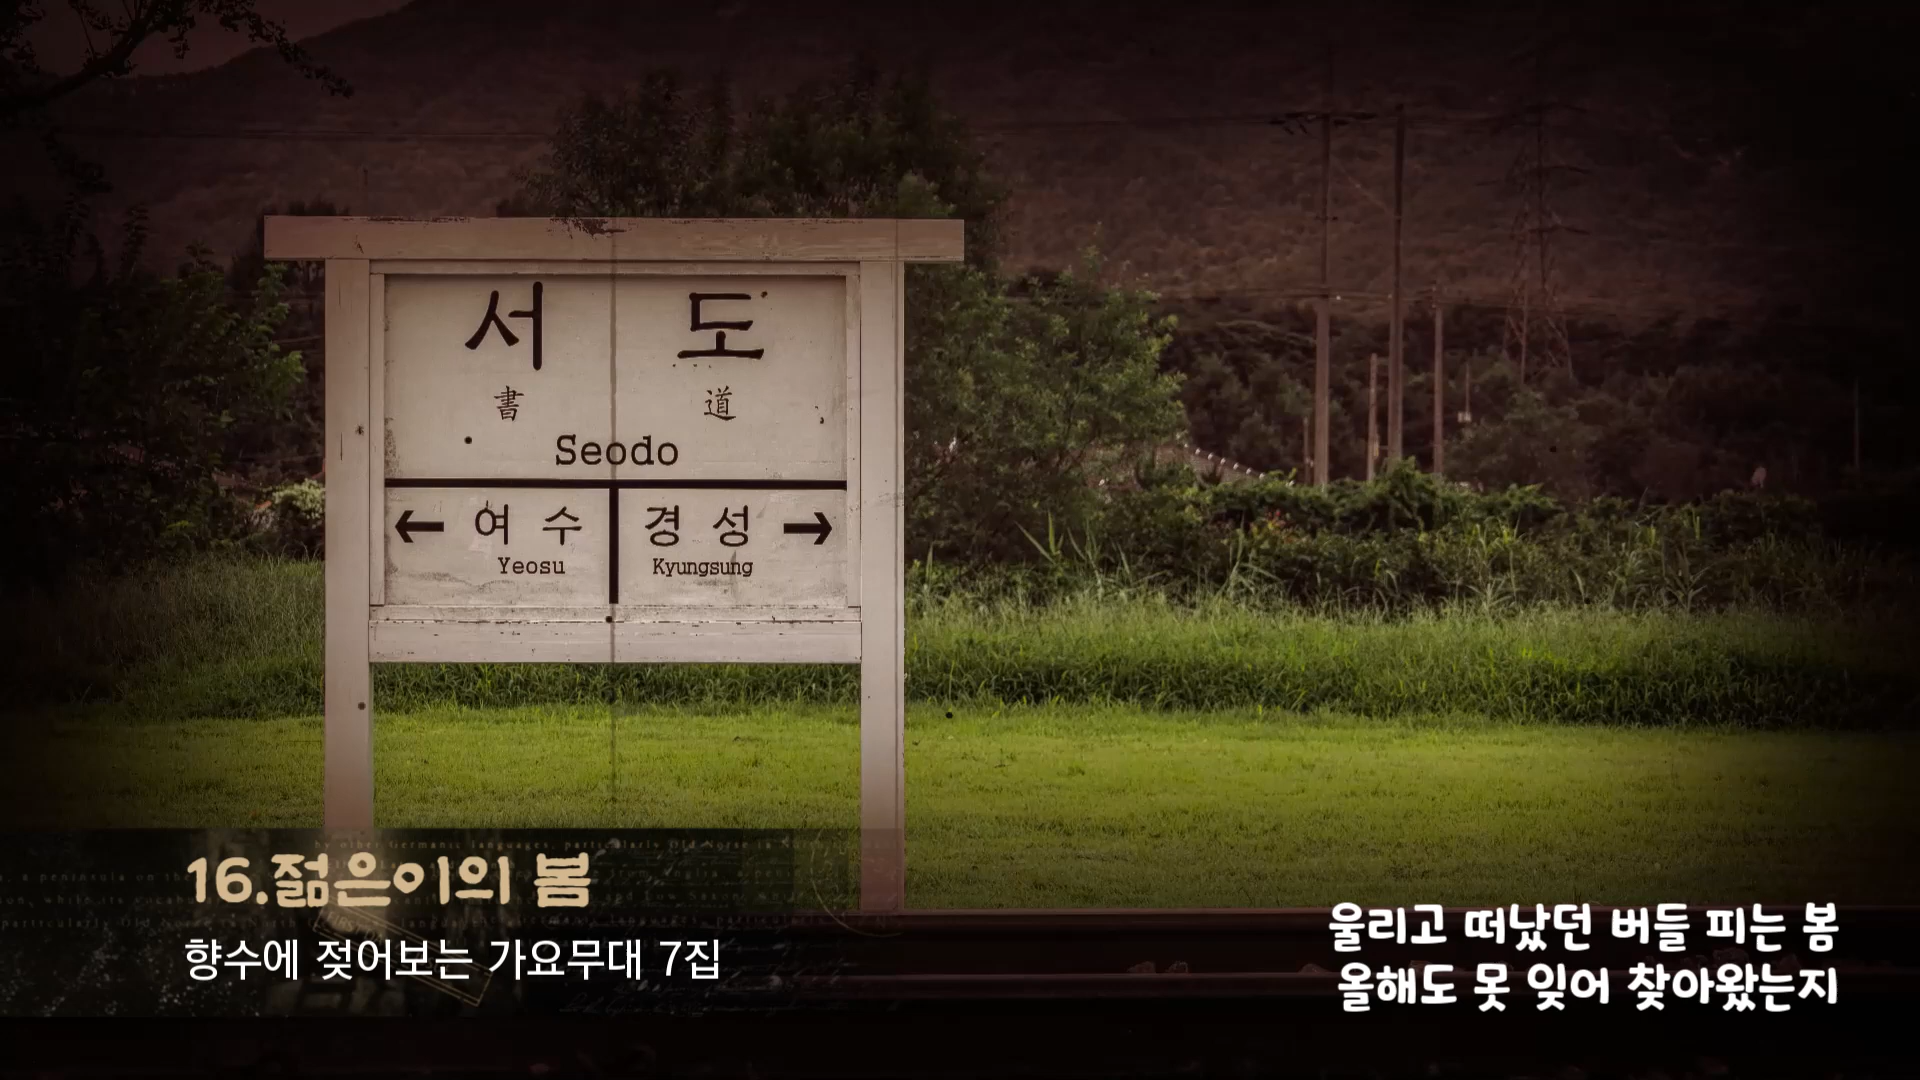 서 도
書 道
Seodo
← 여 수 경 성 →
Yeosu Kyungsung
16.젊은이의 봄
향수에 젖어보는 가요무대 7집
울리고 떠났던 버들 피는 봄
올해도 못 잊어 찾아왔는지